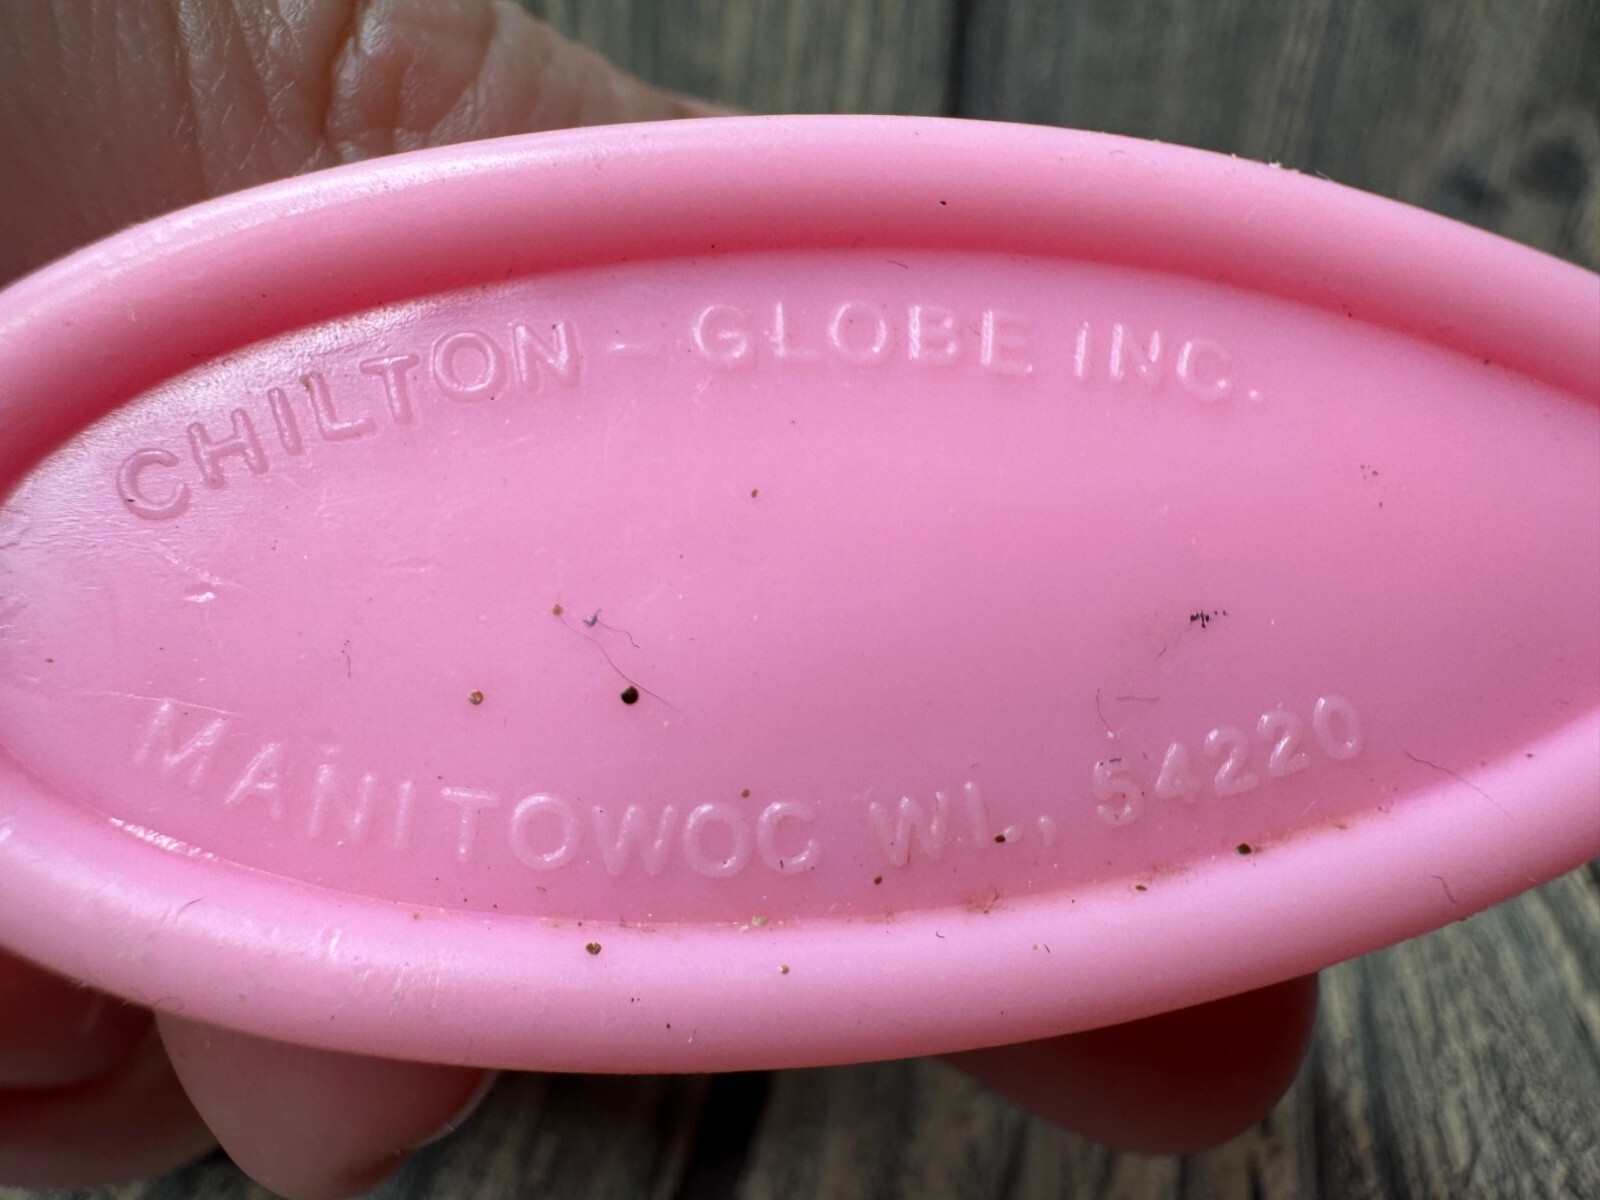 CHILTON - GLOBE INC.
MANITOWOC WI., 54220